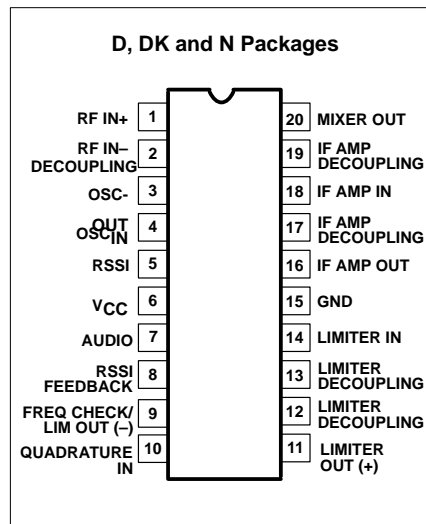 D, DK and N Packages
RF IN+ 1
RF IN–
DECOUPLING 2
OSC- 3
OUT
OSC
IN 4
RSSI 5
VCC 6
AUDIO 7
RSSI
FEEDBACK 8
FREQ CHECK/
LIM OUT (–) 9
QUADRATURE
IN 10
20 MIXER OUT
19 IF AMP
DECOUPLING
18 IF AMP IN
17 IF AMP
DECOUPLING
16 IF AMP OUT
15 GND
14 LIMITER IN
13 LIMITER
DECOUPLING
12 LIMITER
DECOUPLING
11 LIMITER
OUT (+)